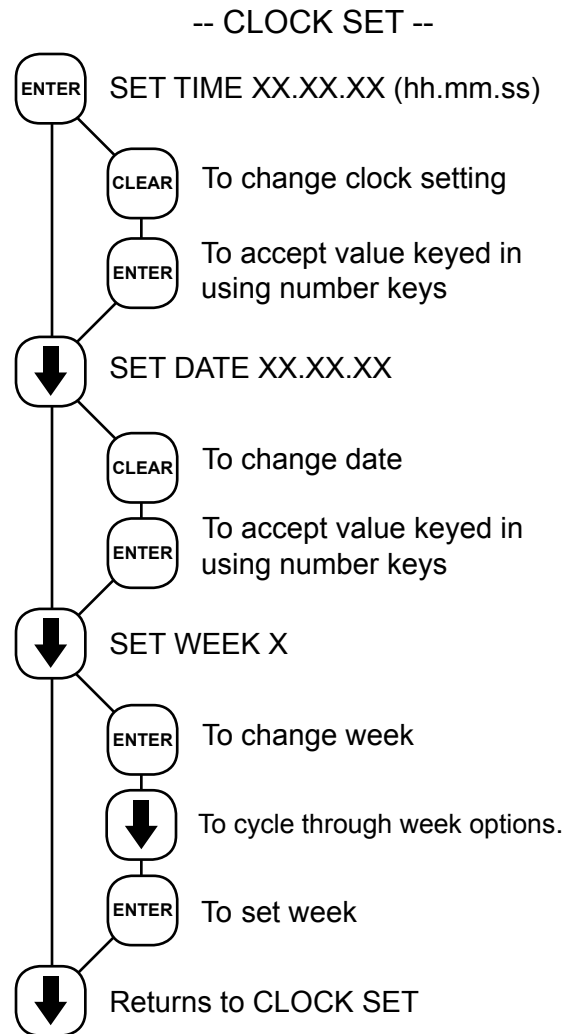 -- CLOCK SET --
ENTER SET TIME XX.XX.XX (hh.mm.ss)
CLEAR To change clock setting
ENTER To accept value keyed in
using number keys
SET DATE XX.XX.XX
CLEAR To change date
ENTER To accept value keyed in
using number keys
SET WEEK X
ENTER To change week
To cycle through week options.
ENTER To set week
Returns to CLOCK SET